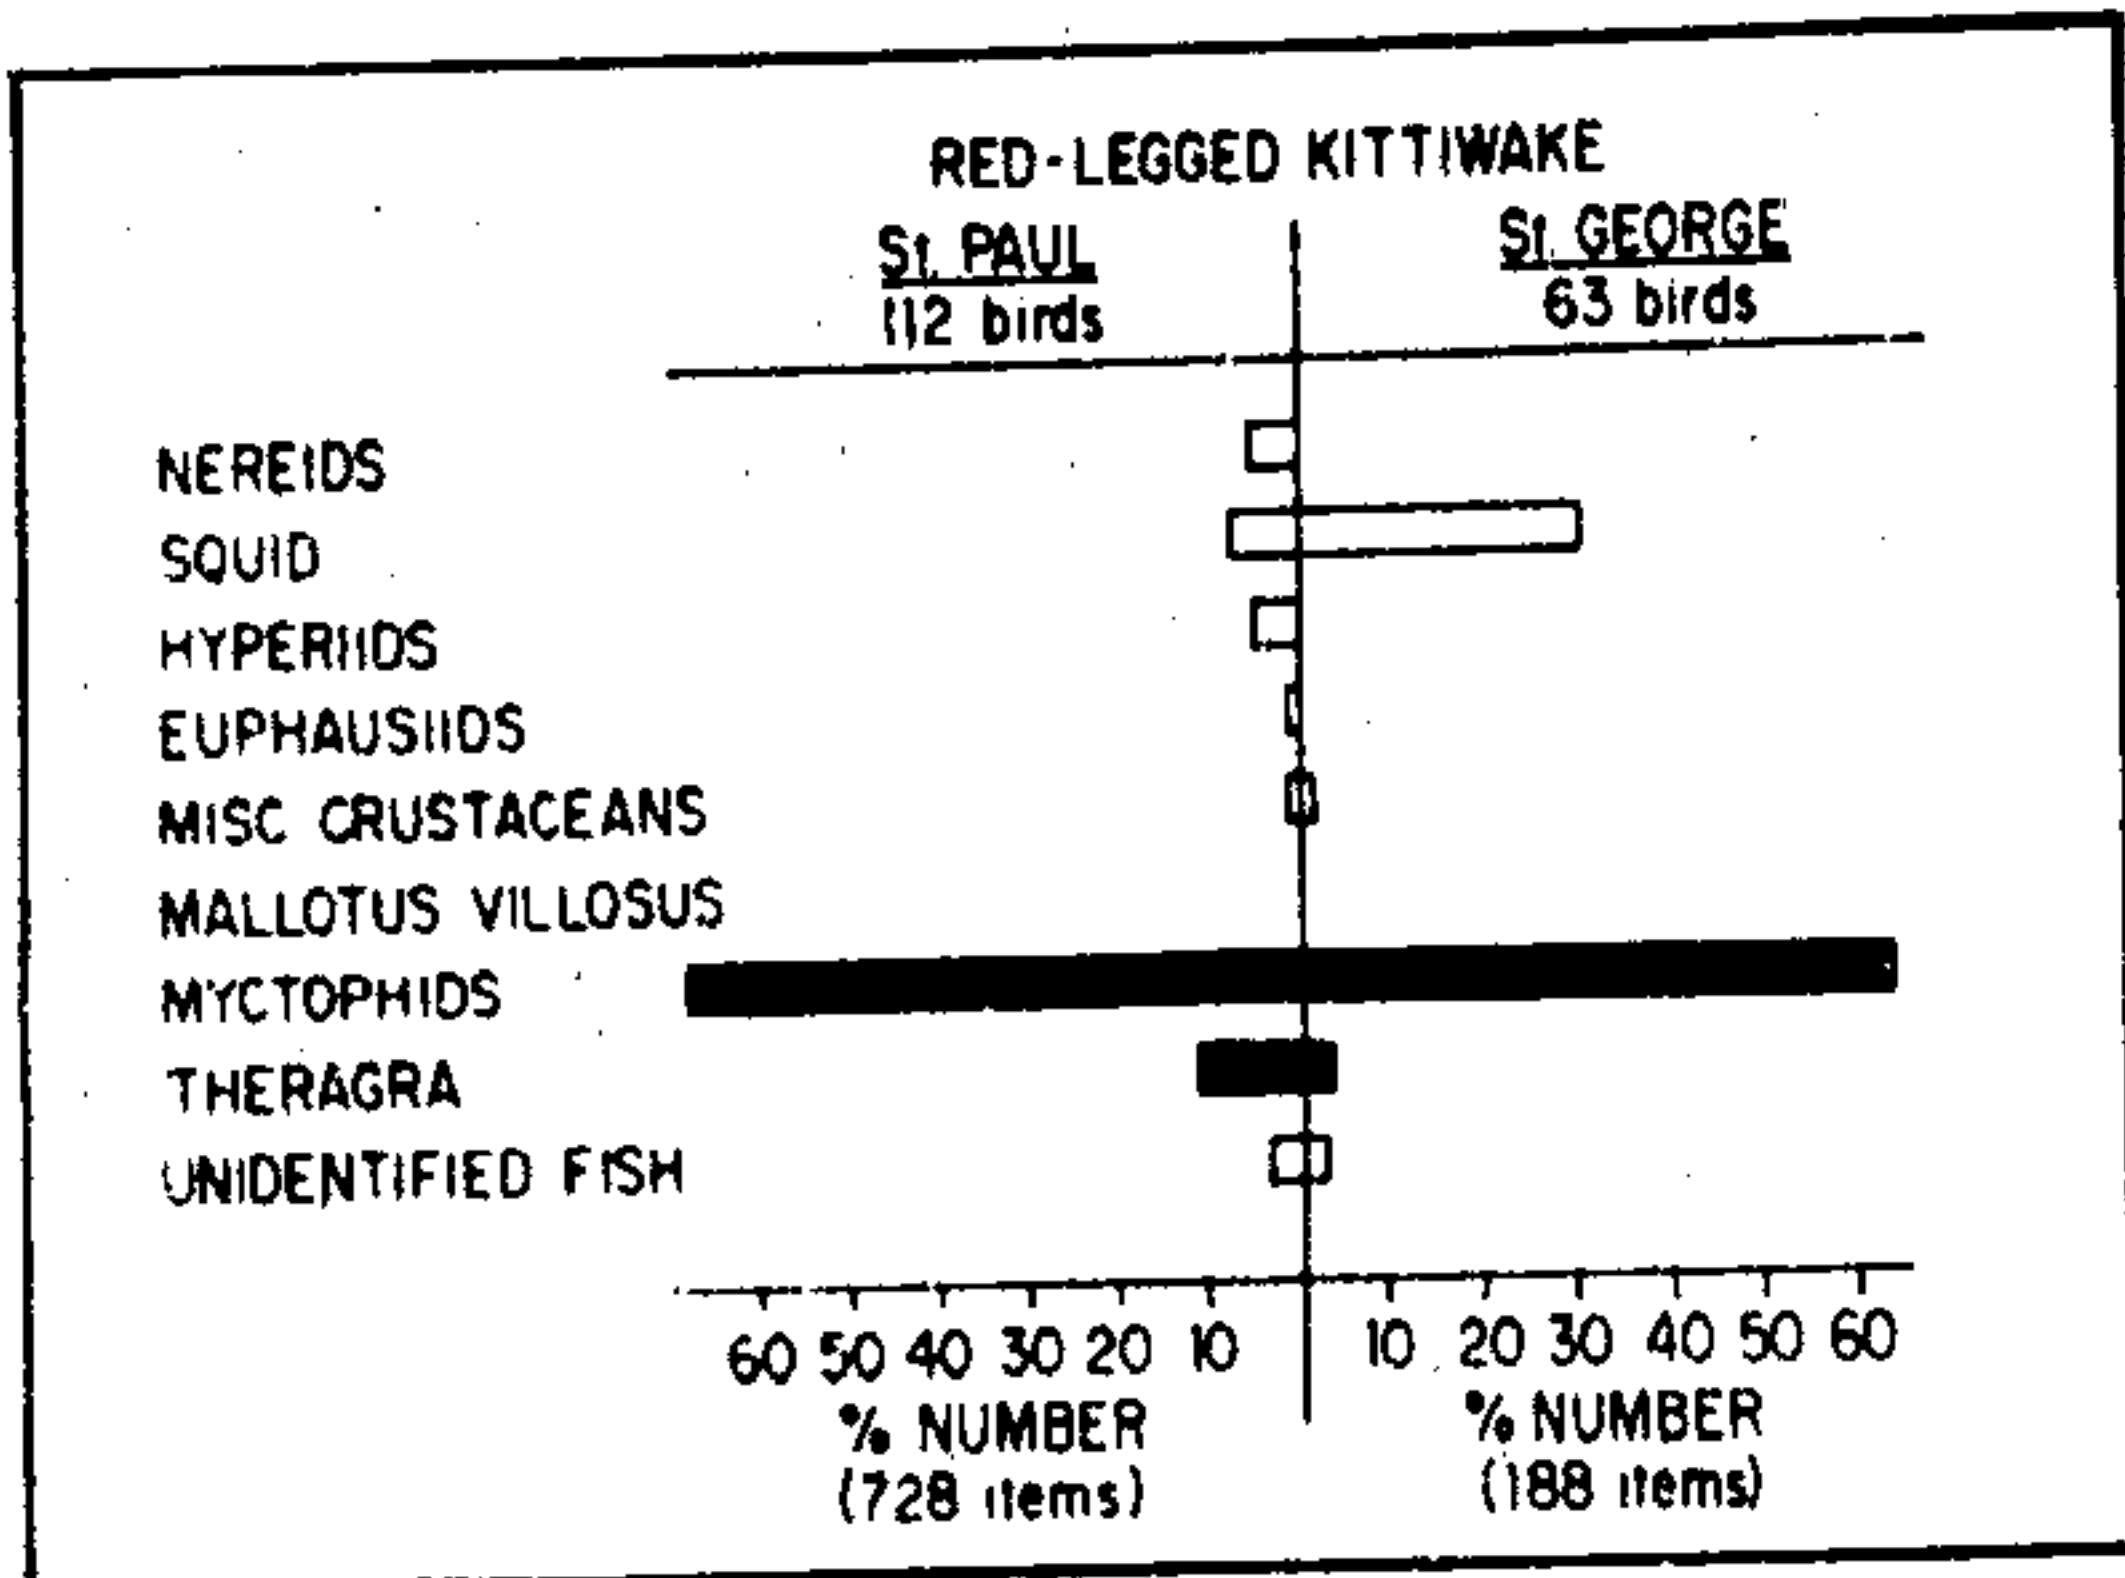 RED-LEGGED KITTIWAKE
St. PAUL
112 birds
St. GEORGE
63 birds
NEREIDS
SQUID
HYPERIIDS
EUPHAUSIIDS
MISC CRUSTACEANS
MALLOTUS VILLOSUS
MYCTOPHIDS
THERAGRA
UNIDENTIFIED FISH
60 50 40 30 20 10 10 20 30 40 50 60
% NUMBER
(728 items)
% NUMBER
(188 items)